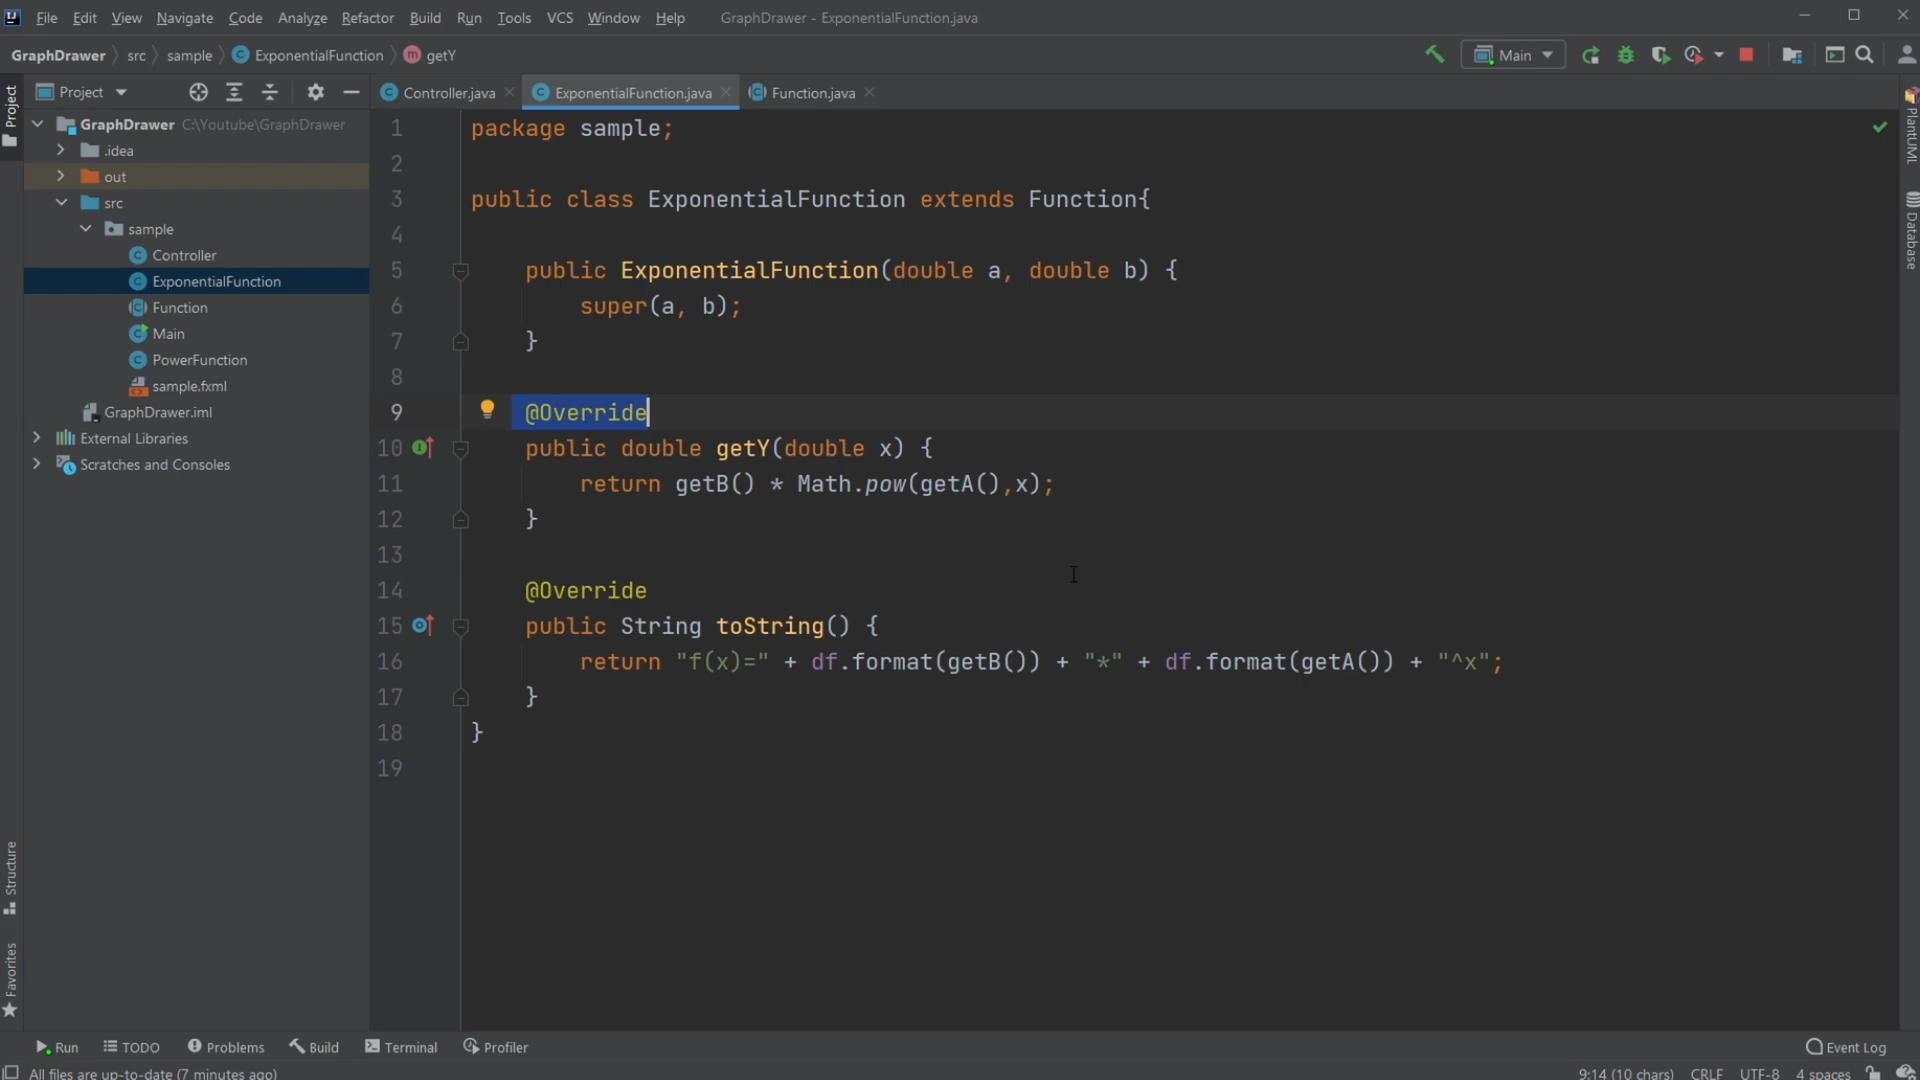 File Edit View Navigate Code Analyze Refactor Build Run Tools VCS Window Help GraphDrawer - ExponentialFunction.java
GraphDrawer src sample ExponentialFunction getY Main
Project Controller.java ExponentialFunction.java Function.java
GraphDrawer C:\Youtube\GraphDrawer
.idea
out
src
sample
Controller
ExponentialFunction
Function
Main
PowerFunction
sample.fxml
GraphDrawer.iml
External Libraries
Scratches and Consoles
Project
Structure
Favorites
1 package sample;
2
3 public class ExponentialFunction extends Function{
4
5 public ExponentialFunction(double a, double b) {
6 super(a, b);
7 }
8
9 @Override
10 public double getY(double x) {
11 return getB() * Math.pow(getA(),x);
12 }
13
14 @Override
15 public String toString() {
16 return "f(x)=" + df.format(getB()) + "*" + df.format(getA()) + "^x";
17 }
18 }
19
PlantUML
Database
Run TODO Problems Build Terminal Profiler Event Log
All files are up-to-date (7 minutes ago) 9:14 (10 chars) CRLF UTF-8 4 spaces